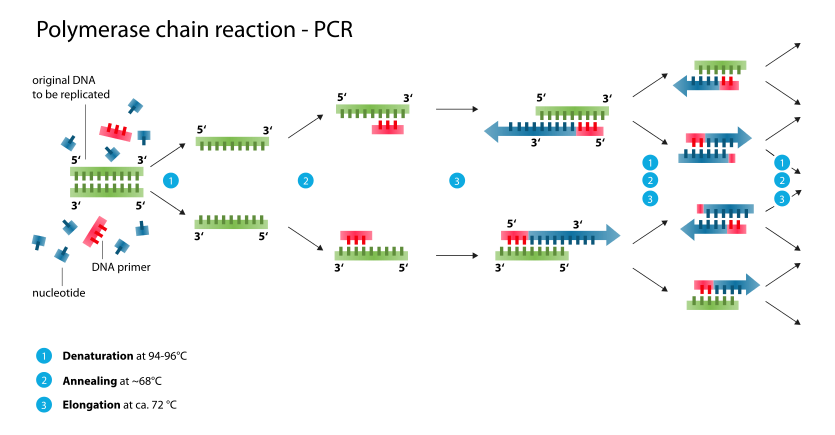 Polymerase chain reaction - PCR
original DNA
to be replicated
5‘ 3‘
3‘ 5‘
DNA primer
nucleotide
1
5‘ 3‘
3‘ 5‘
2
5‘ 3‘
3‘ 5‘
3
5‘ 3‘
3‘ 5‘
5‘ 3‘
3‘ 5‘
1
2
3
1
2
3
1 Denaturation at 94-96°C
2 Annealing at ~68°C
3 Elongation at ca. 72 °C